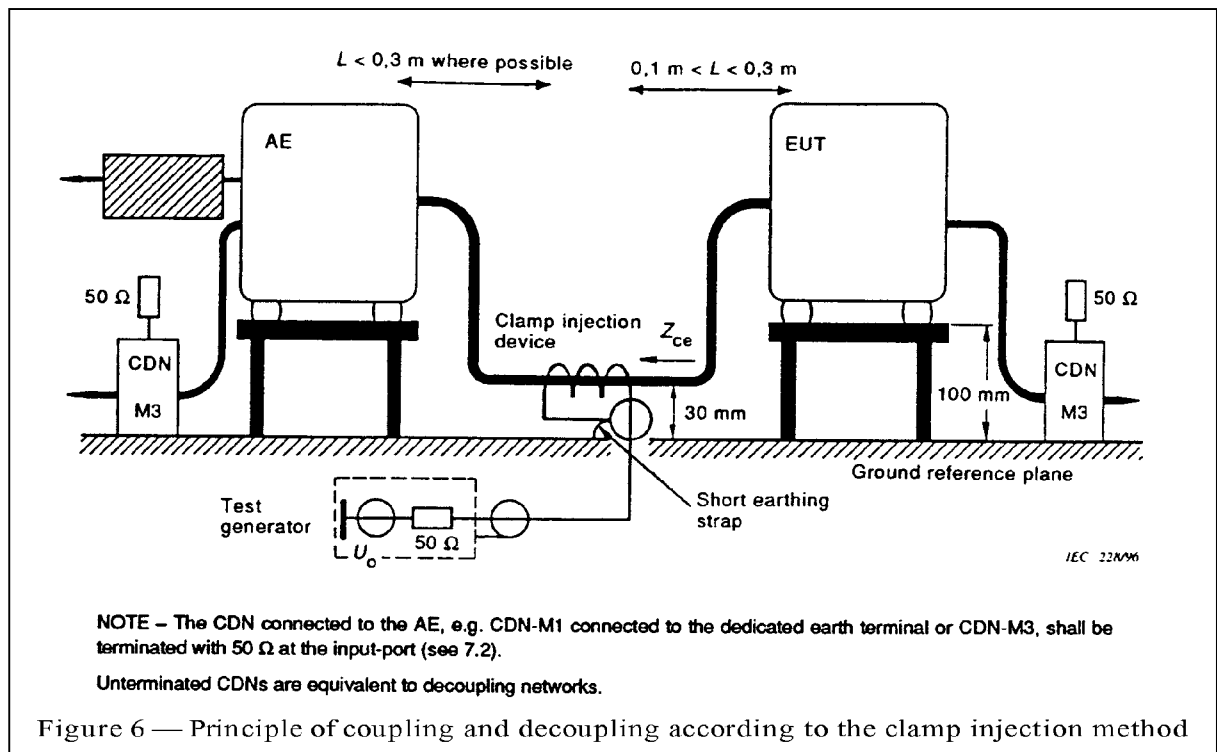 L < 0,3 m where possible
0,1 m < L < 0,3 m
AE
EUT
50 Ω
50 Ω
Clamp injection
device
Zce
CDN
M3
CDN
M3
30 mm
100 mm
Ground reference plane
Test
generator
50 Ω
Uo
Short earthing
strap
IEC 228/96
NOTE – The CDN connected to the AE, e.g. CDN-M1 connected to the dedicated earth terminal or CDN-M3, shall be
terminated with 50 Ω at the input-port (see 7.2).
Unterminated CDNs are equivalent to decoupling networks.
Figure 6 — Principle of coupling and decoupling according to the clamp injection method